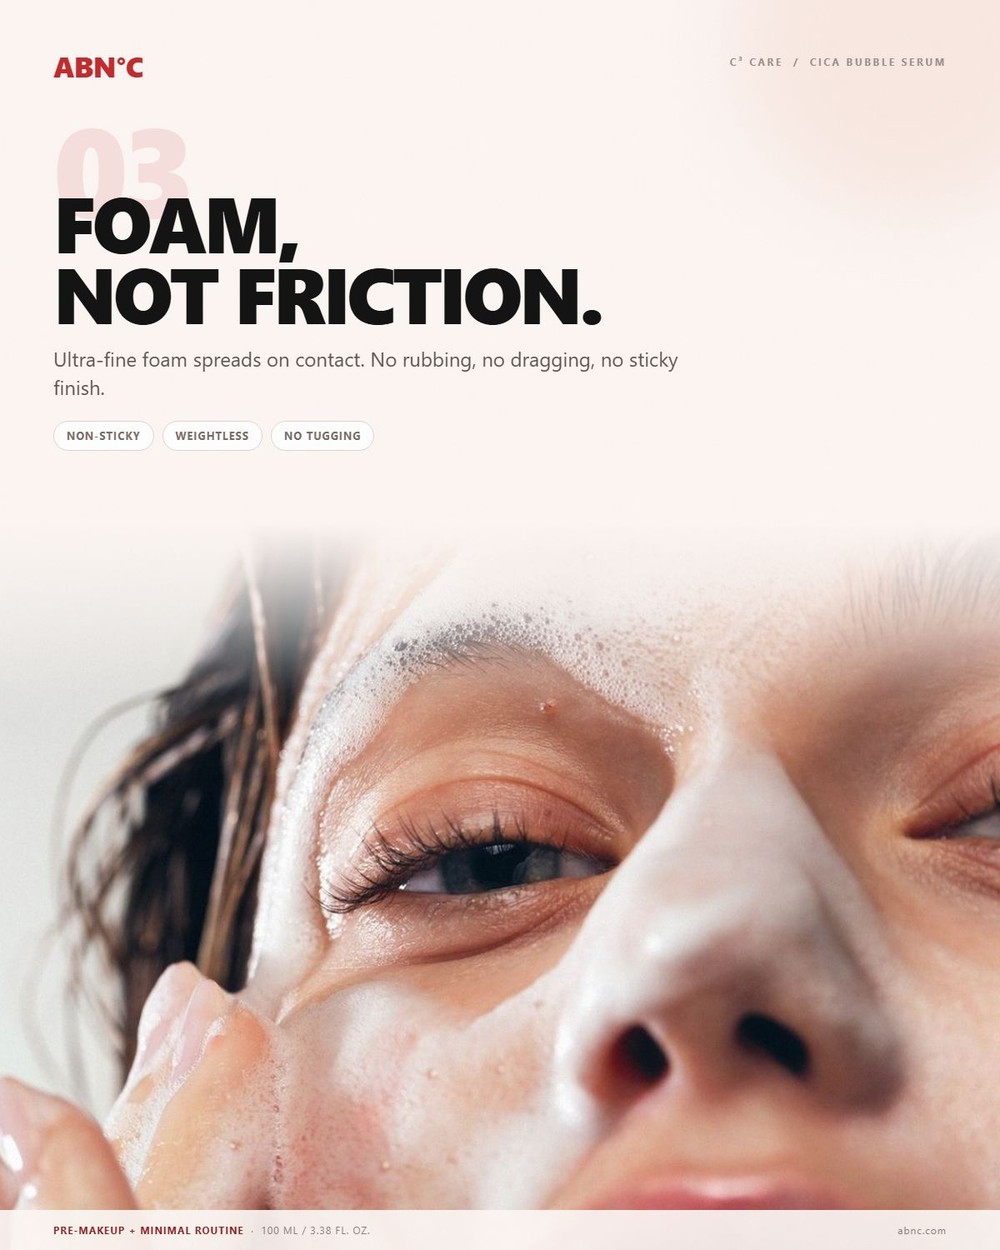 ABN°C
C³ CARE / CICA BUBBLE SERUM
03
FOAM,
NOT FRICTION.
Ultra-fine foam spreads on contact. No rubbing, no dragging, no sticky
finish.
NON-STICKY WEIGHTLESS NO TUGGING
PRE-MAKEUP + MINIMAL ROUTINE · 100 ML / 3.38 FL. OZ.
abnc.com